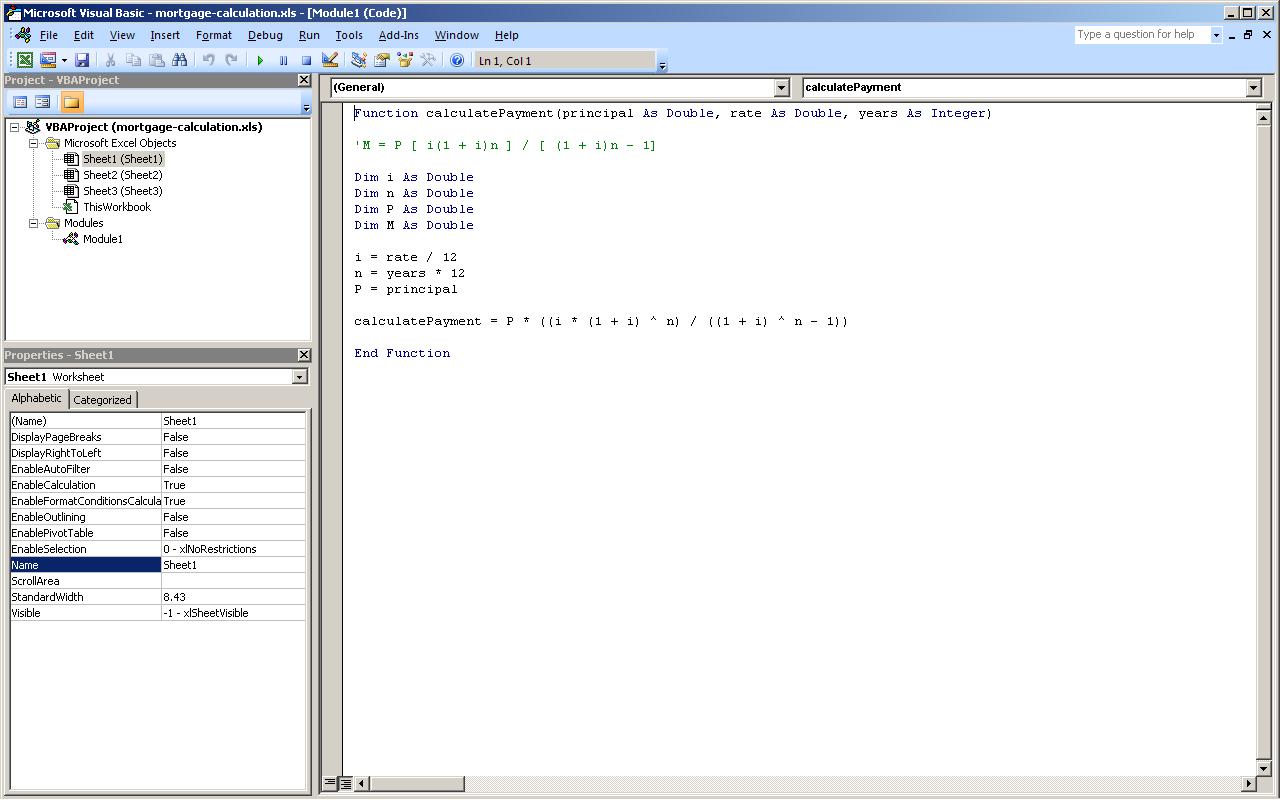 Microsoft Visual Basic - mortgage-calculation.xls - [Module1 (Code)]
File Edit View Insert Format Debug Run Tools Add-Ins Window Help
Type a question for help
Ln 1, Col 1
Project - VBAProject
VBAProject (mortgage-calculation.xls)
Microsoft Excel Objects
Sheet1 (Sheet1)
Sheet2 (Sheet2)
Sheet3 (Sheet3)
ThisWorkbook
Modules
Module1
Properties - Sheet1
Sheet1 Worksheet
Alphabetic Categorized
(Name) Sheet1
DisplayPageBreaks False
DisplayRightToLeft False
EnableAutoFilter False
EnableCalculation True
EnableFormatConditionsCalcula True
EnableOutlining False
EnablePivotTable False
EnableSelection 0 - xlNoRestrictions
Name Sheet1
ScrollArea
StandardWidth 8.43
Visible -1 - xlSheetVisible
(General) calculatePayment
Function calculatePayment(principal As Double, rate As Double, years As Integer)
'M = P [ i(1 + i)n ] / [ (1 + i)n - 1]
Dim i As Double
Dim n As Double
Dim P As Double
Dim M As Double
i = rate / 12
n = years * 12
P = principal
calculatePayment = P * ((i * (1 + i) ^ n) / ((1 + i) ^ n - 1))
End Function